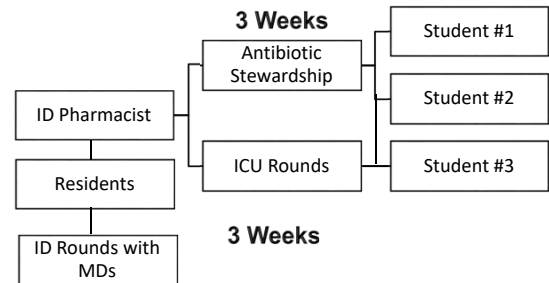 3 Weeks
Antibiotic
Stewardship
Student #1
Student #2
ID Pharmacist
Residents
ICU Rounds
Student #3
ID Rounds with
MDs
3 Weeks